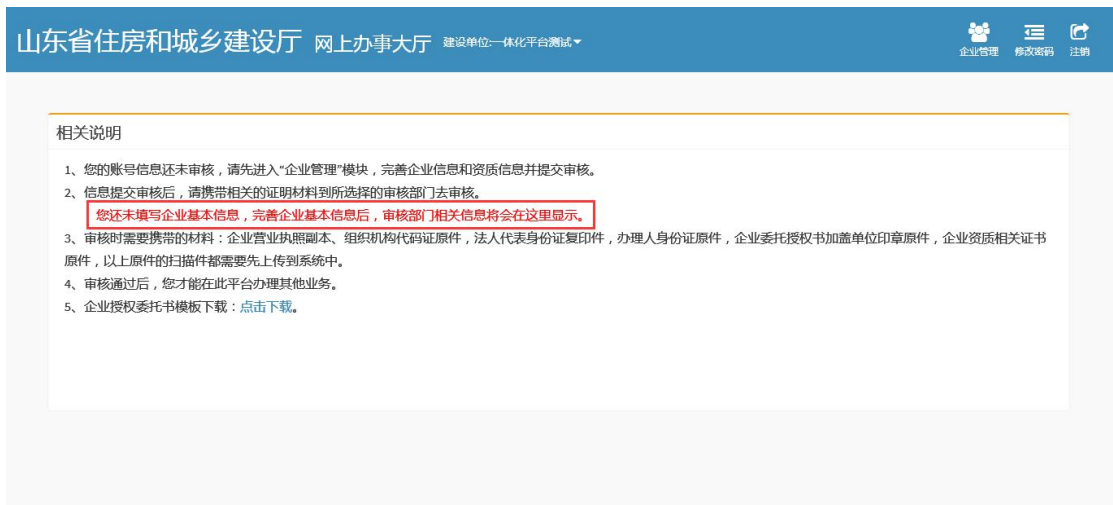 山东省住房和城乡建设厅 网上办事大厅 建设单位:一体化平台测试
企业管理 修改密码 注销
相关说明
1、您的账号信息还未审核，请先进入“企业管理”模块，完善企业信息和资质信息并提交审核。
2、信息提交审核后，请携带相关的证明材料到所选择的审核部门去审核。
您还未填写企业基本信息，完善企业基本信息后，审核部门相关信息将会在这里显示。
3、审核时需要携带的材料：企业营业执照副本、组织机构代码证原件，法人代表身份证复印件，办理人身份证原件，企业委托授权书加盖单位印章原件，企业资质相关证书
原件，以上原件的扫描件都需要先上传到系统中。
4、审核通过后，您才能在此平台办理其他业务。
5、企业授权委托书模板下载：点击下载。